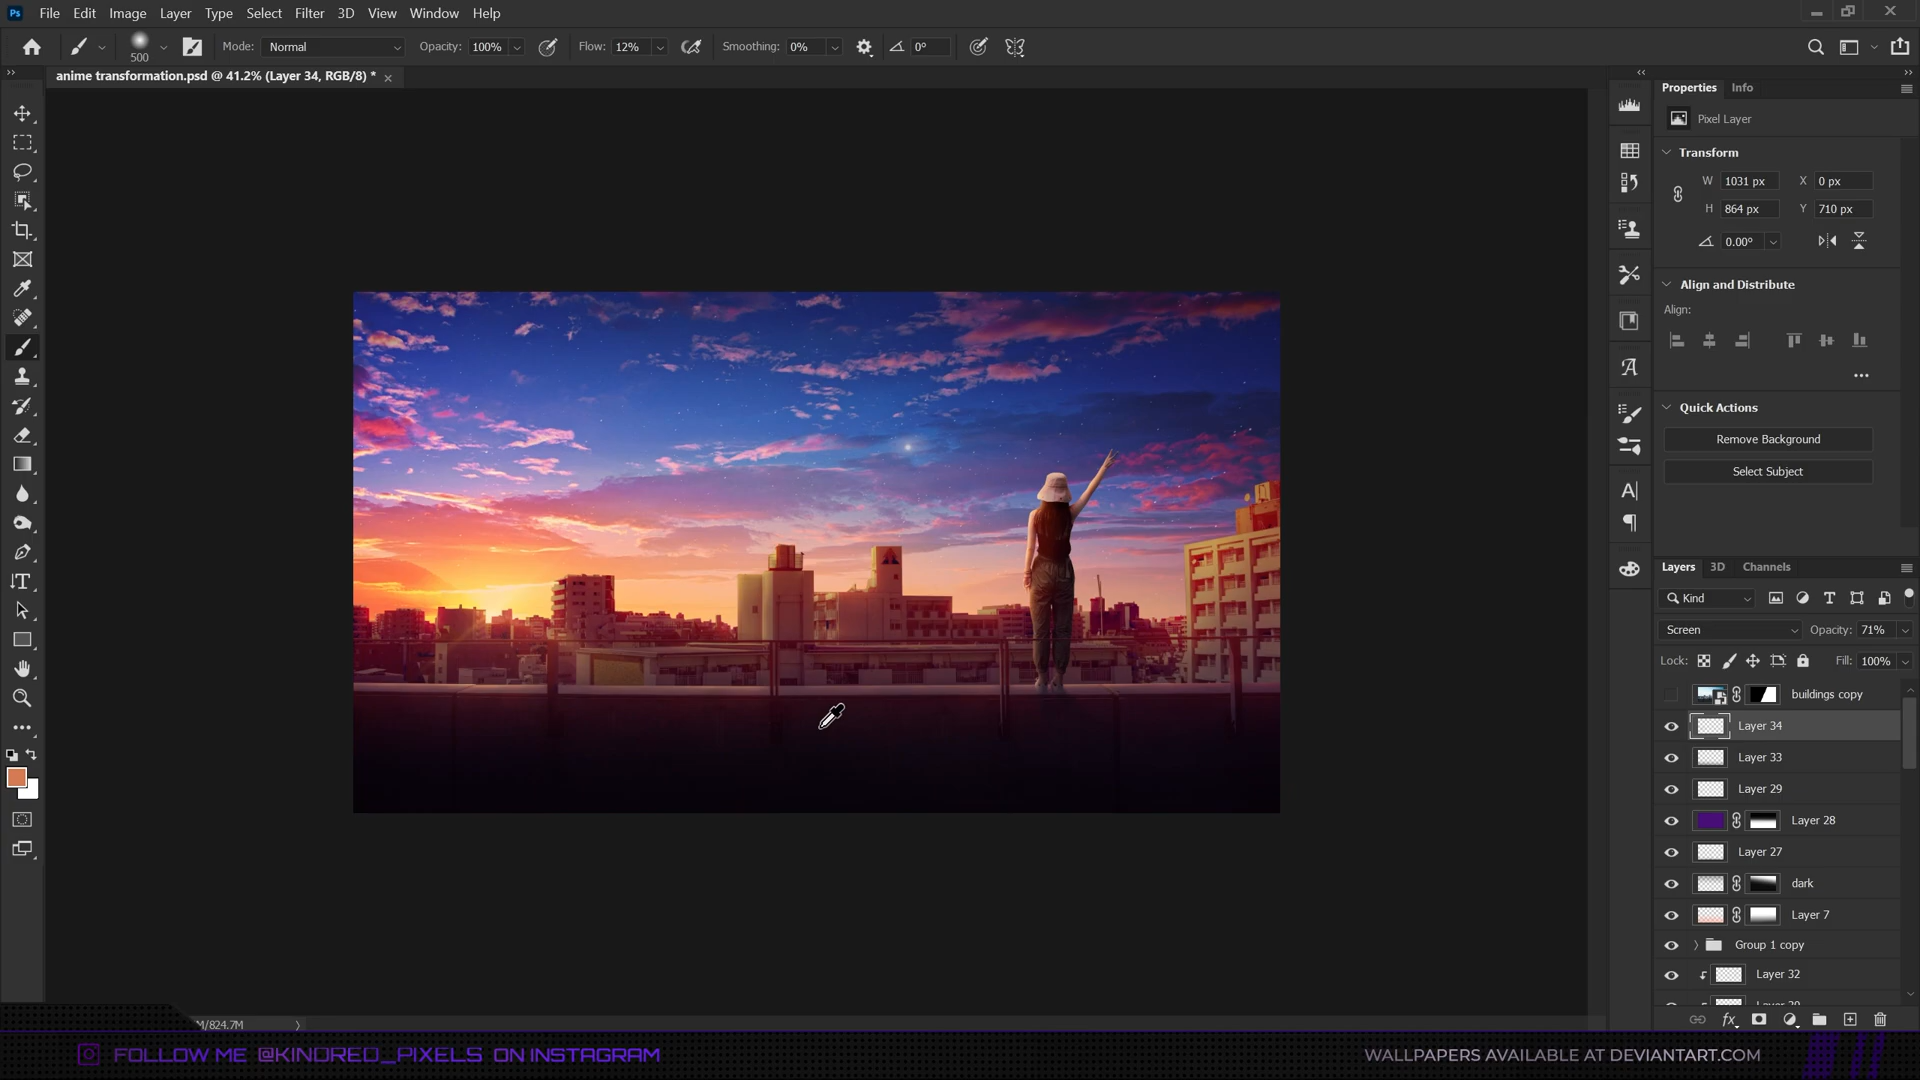 Ps File Edit Image Layer Type Select Filter 3D View Window Help
500 Mode: Normal Opacity: 100% Flow: 12% Smoothing: 0% 0°
anime transformation.psd @ 41.2% (Layer 34, RGB/8) *
Properties Info
Pixel Layer
Transform
W 1031 px X 0 px
H 864 px Y 710 px
0.00°
Align and Distribute
Align:
Quick Actions
Remove Background
Select Subject
Layers 3D Channels
Kind
Screen Opacity: 71%
Lock: Fill: 100%
buildings copy
Layer 34
Layer 33
Layer 29
Layer 28
Layer 27
dark
Layer 7
Group 1 copy
Layer 32
M/824.7M
FOLLOW ME @KINDRED_PIXELS ON INSTAGRAM
WALLPAPERS AVAILABLE AT DEVIANTART.COM